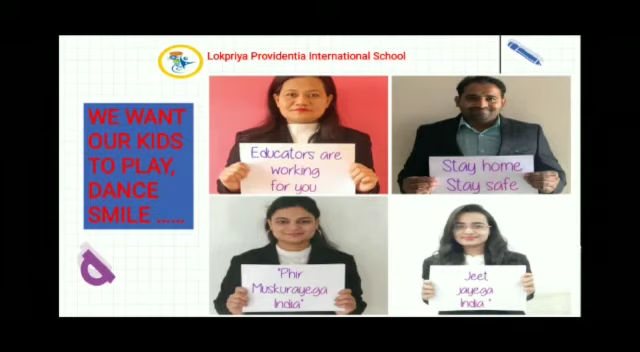 Lokpriya Providentia International School
WE WANT
OUR KIDS
TO PLAY,
DANCE
SMILE ......
Educators are
working
for you
Stay home
Stay safe
"Phir
Muskurayega
India"
Jeet
jayega
India "